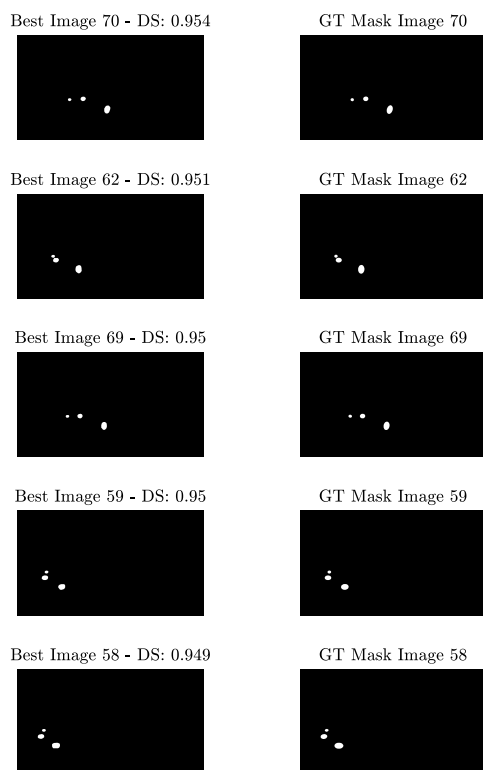 Best Image 70 - DS: 0.954
GT Mask Image 70
Best Image 62 - DS: 0.951
GT Mask Image 62
Best Image 69 - DS: 0.95
GT Mask Image 69
Best Image 59 - DS: 0.95
GT Mask Image 59
Best Image 58 - DS: 0.949
GT Mask Image 58